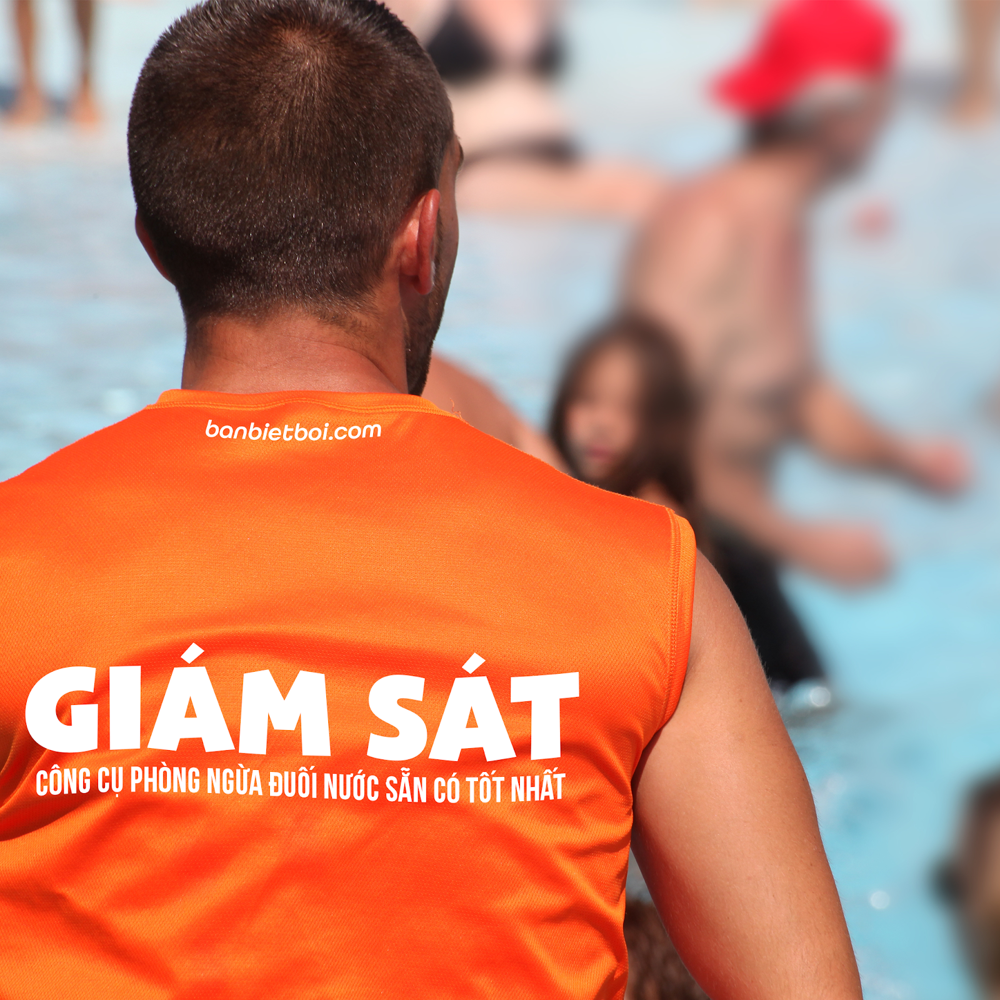 banbietboi.com
GIÁM SÁT
CÔNG CỤ PHÒNG NGỪA ĐUỐI NƯỚC SẴN CÓ TỐT NHẤT